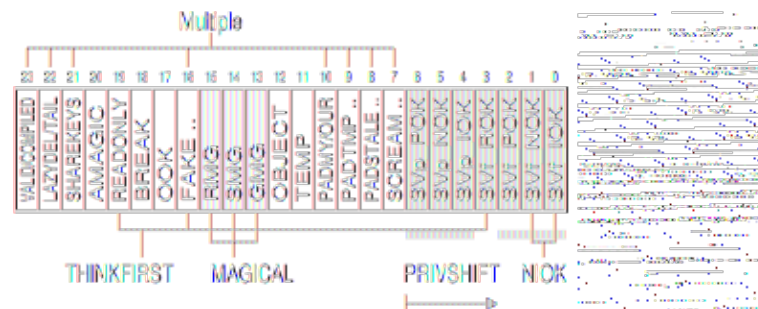 Multiple
23 22 21 20 19 18 17 16 15 14 13 12 11 10 9 8 7 6 5 4 3 2 1 0
VALID/COMPILED
LAZYDEL/TAIL
SHAREKEYS
AMAGIC
READONLY
BREAK
OOK
FAKE ..
RMG
SMG
GMG
OBJECT
TEMP
PADMY/OUR
PADTMP ..
PADSTALE ..
SCREAM ..
SVp POK
SVp NOK
SVp IOK
SVf ROK
SVf POK
SVf NOK
SVf IOK
THINKFIRST MAGICAL PRIVSHIFT NIOK